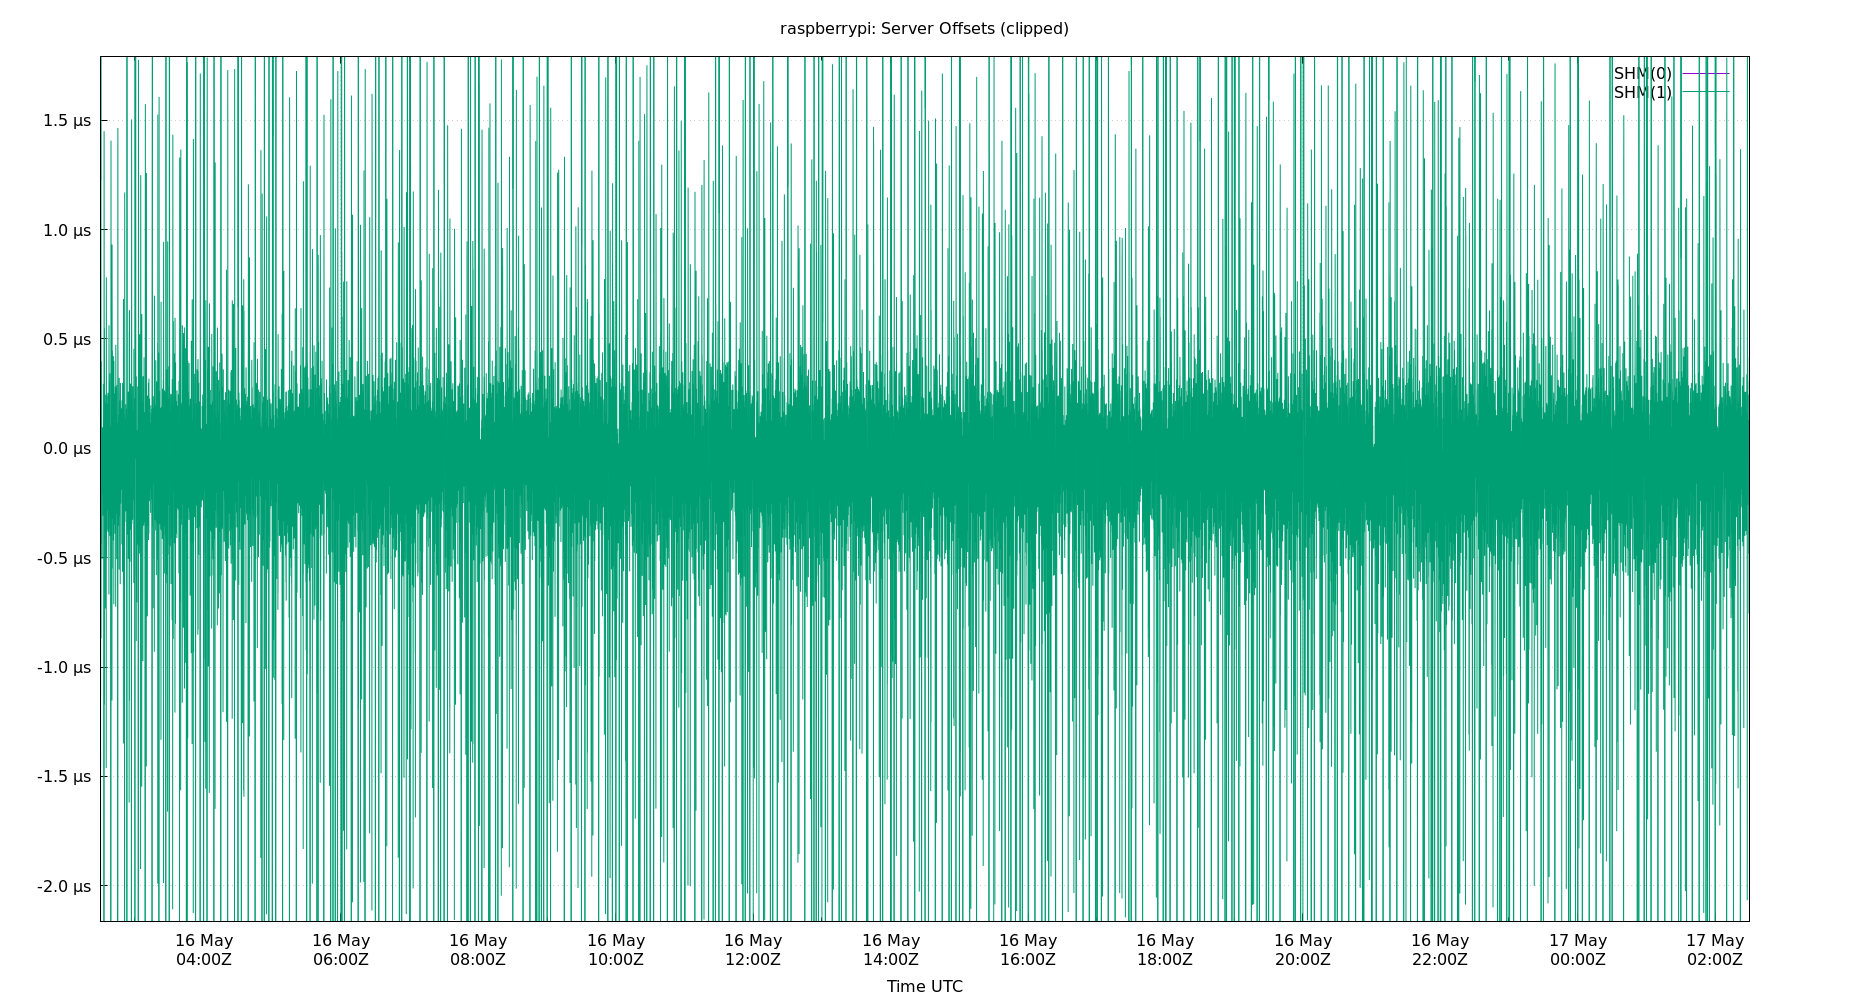 raspberrypi: Server Offsets (clipped)
SHM(0)
SHM(1)
1.5 µs
1.0 µs
0.5 µs
0.0 µs
-0.5 µs
-1.0 µs
-1.5 µs
-2.0 µs
16 May 16 May 16 May 16 May 16 May 16 May 16 May 16 May 16 May 16 May 17 May 17 May
04:00Z 06:00Z 08:00Z 10:00Z 12:00Z 14:00Z 16:00Z 18:00Z 20:00Z 22:00Z 00:00Z 02:00Z
Time UTC